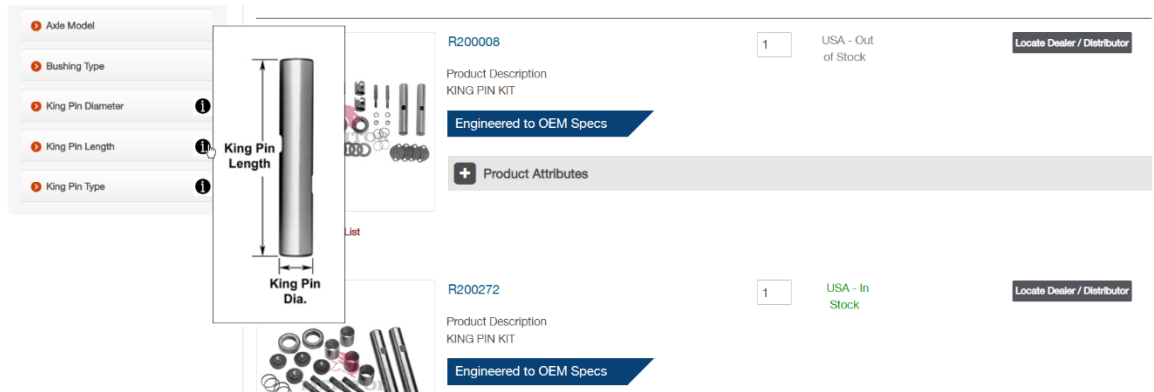 Axle Model
Bushing Type
King Pin Diameter
King Pin Length
King Pin Type
King Pin
Length
King Pin
Dia.
List
R200008
Product Description
KING PIN KIT
Engineered to OEM Specs
Product Attributes
1
USA - Out
of Stock
Locate Dealer / Distributor
R200272
Product Description
KING PIN KIT
Engineered to OEM Specs
1
USA - In
Stock
Locate Dealer / Distributor